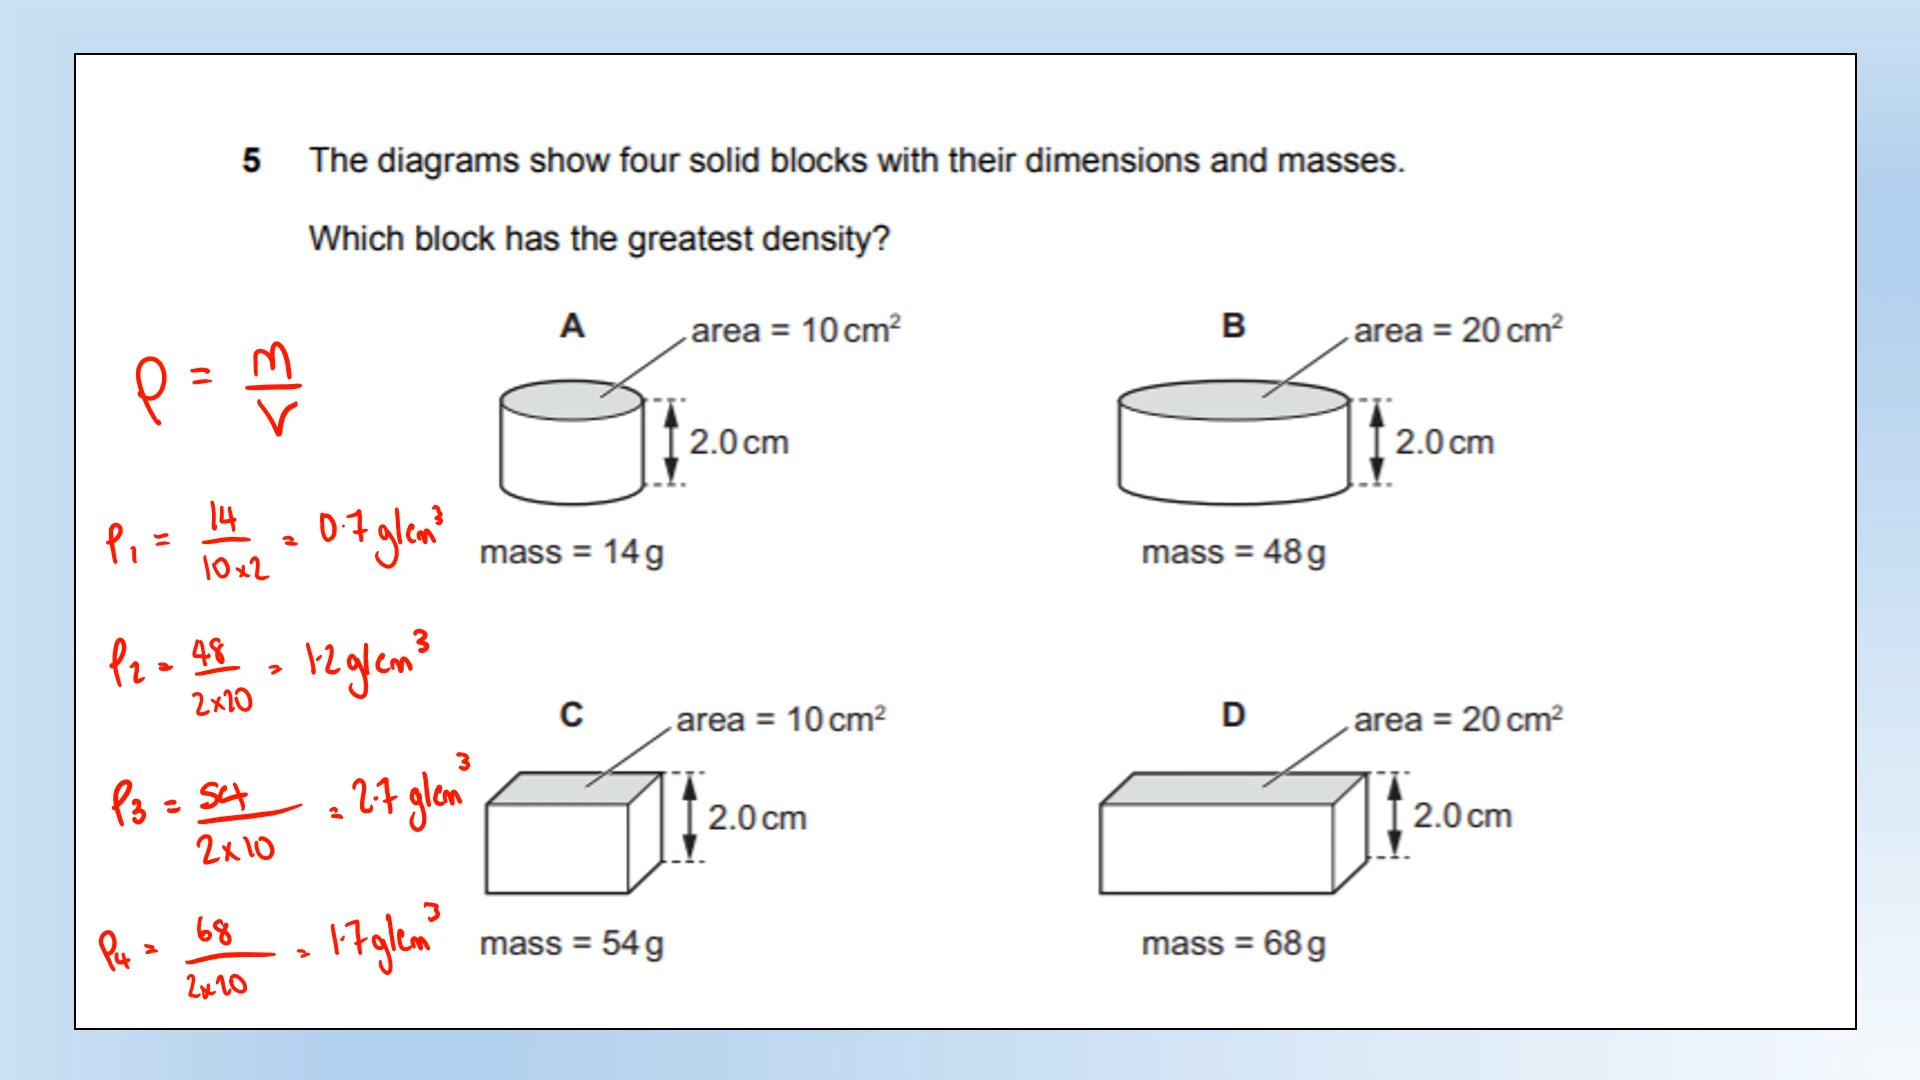 5 The diagrams show four solid blocks with their dimensions and masses.
Which block has the greatest density?
A area = 10 cm²
2.0 cm
mass = 14 g
B area = 20 cm²
2.0 cm
mass = 48 g
C area = 10 cm²
2.0 cm
mass = 54 g
D area = 20 cm²
2.0 cm
mass = 68 g
ρ = m/v
ρ₁ = 14/10×2 = 0.7 g/cm³
ρ₂ = 48/2×20 = 1.2 g/cm³
ρ₃ = 54/2×10 = 2.7 g/cm³
ρ₄ = 68/2×20 = 1.7 g/cm³